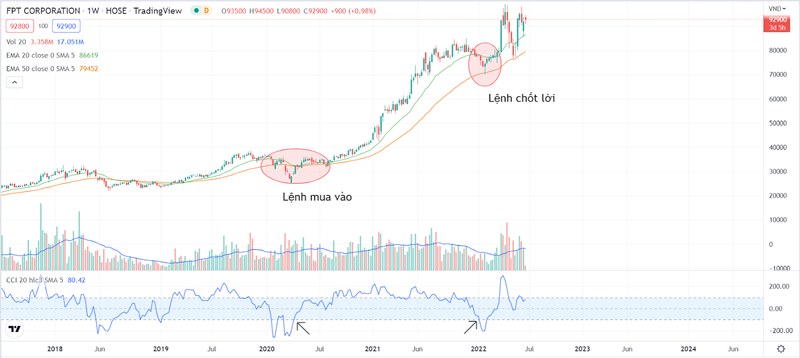 FPT CORPORATION · 1W · HOSE · TradingView D O93500 H94500 L90800 C92900 +900 (+0.98%) VND
92800 100 92900
Vol 20 3.358M 17.051M
EMA 20 close 0 SMA 5 86619
EMA 50 close 0 SMA 5 79452
92900
3d 5h
80000
70000
60000
50000
40000
30000
20000
10000
0
−10000
Lệnh chốt lời
Lệnh mua vào
CCI 20 hlc3 SMA 5 80.42
200.00
0.00
-200.00
2018 Jun 2019 Jun 2020 Jun 2021 Jun 2022 Jul 2023 Jun 2024 Jun